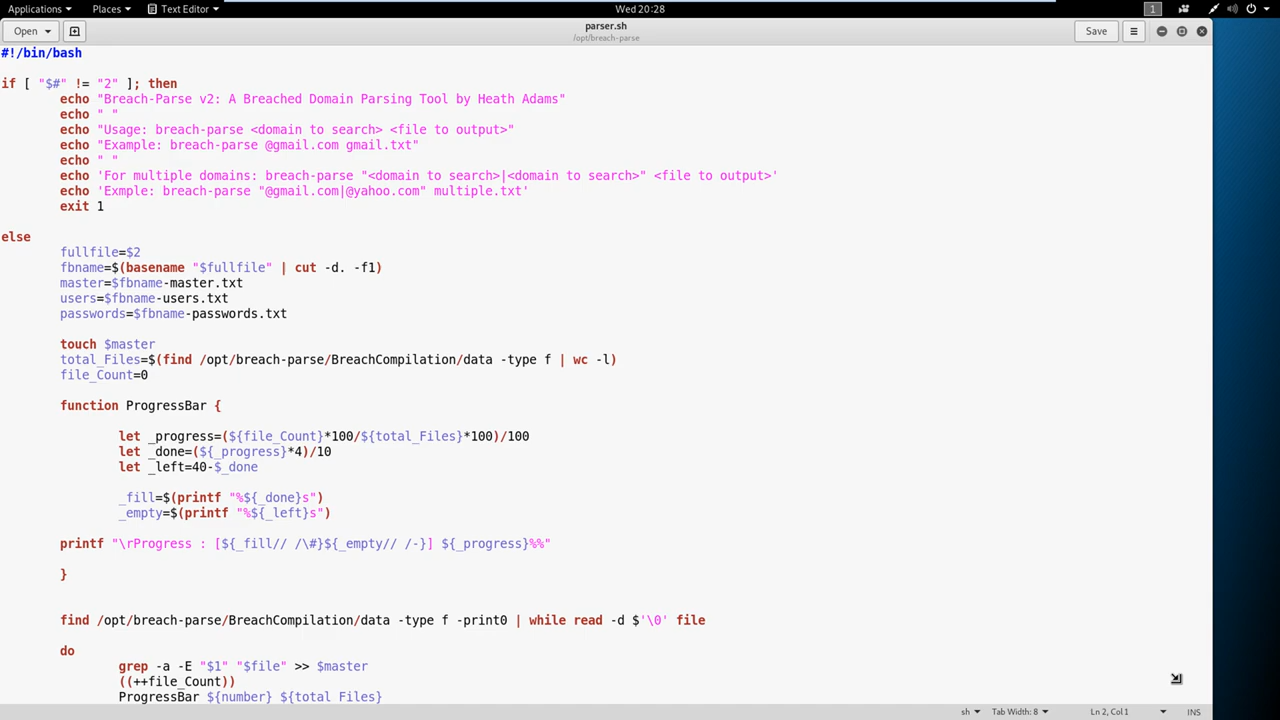 Applications Places Text Editor Wed 20:28 1
Open parser.sh Save
/opt/breach-parse
#!/bin/bash
if [ "$#" != "2" ]; then
echo "Breach-Parse v2: A Breached Domain Parsing Tool by Heath Adams"
echo " "
echo "Usage: breach-parse <domain to search> <file to output>"
echo "Example: breach-parse @gmail.com gmail.txt"
echo " "
echo 'For multiple domains: breach-parse "<domain to search>|<domain to search>" <file to output>'
echo 'Exmple: breach-parse "@gmail.com|@yahoo.com" multiple.txt'
exit 1
else
fullfile=$2
fbname=$(basename "$fullfile" | cut -d. -f1)
master=$fbname-master.txt
users=$fbname-users.txt
passwords=$fbname-passwords.txt
touch $master
total_Files=$(find /opt/breach-parse/BreachCompilation/data -type f | wc -l)
file_Count=0
function ProgressBar {
let _progress=(${file_Count}*100/${total_Files}*100)/100
let _done=(${_progress}*4)/10
let _left=40-$_done
_fill=$(printf "%${_done}s")
_empty=$(printf "%${_left}s")
printf "\rProgress : [${_fill// /\#}${_empty// /-}] ${_progress}%%"
}
find /opt/breach-parse/BreachCompilation/data -type f -print0 | while read -d $'\0' file
do
grep -a -E "$1" "$file" >> $master
((++file_Count))
ProgressBar ${number} ${total_Files}
sh Tab Width: 8 Ln 2, Col 1 INS